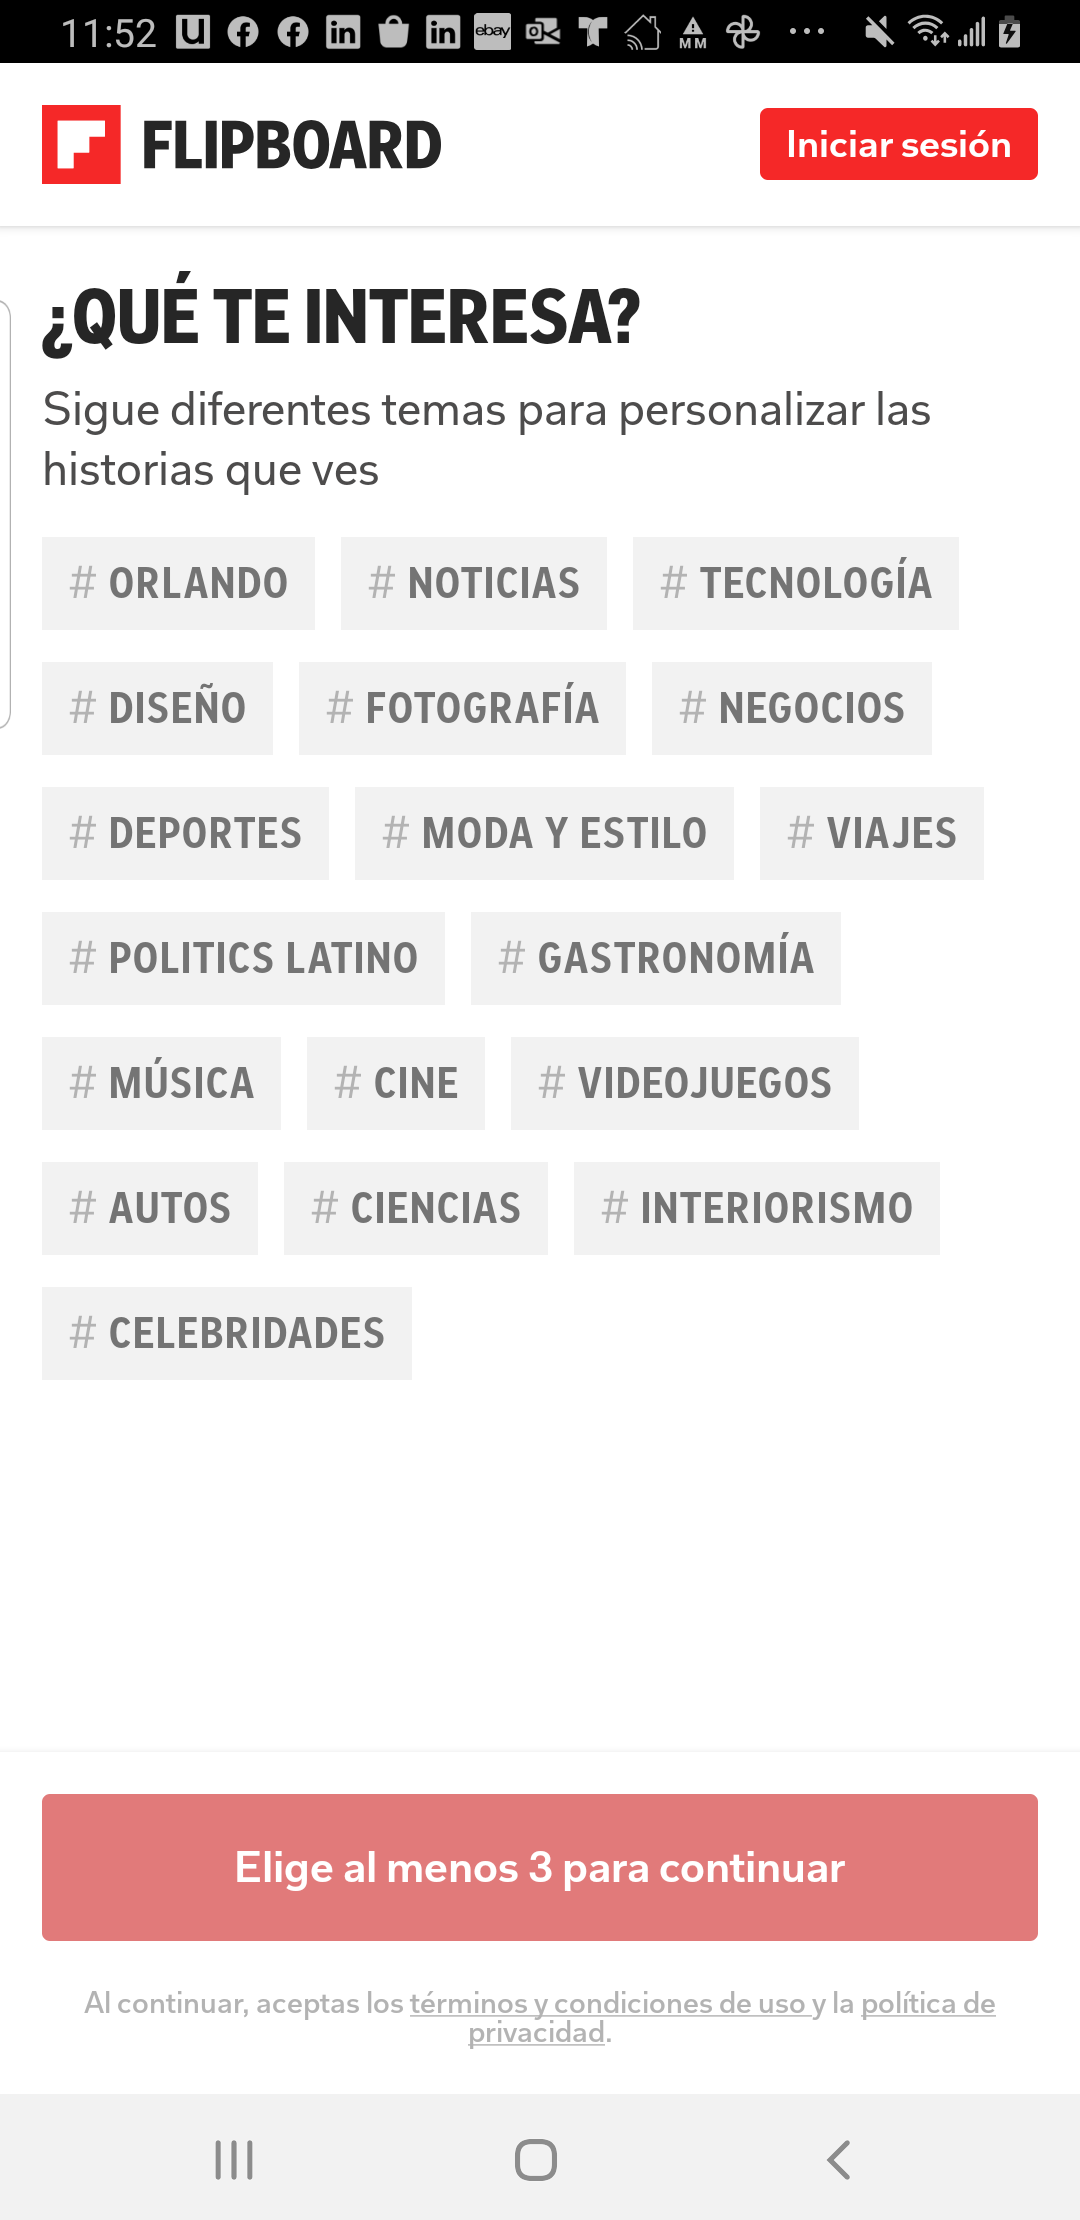 11:52
ebay
MM
FLIPBOARD
Iniciar sesión
¿QUÉ TE INTERESA?
Sigue diferentes temas para personalizar las
historias que ves
# ORLANDO # NOTICIAS # TECNOLOGÍA
# DISEÑO # FOTOGRAFÍA # NEGOCIOS
# DEPORTES # MODA Y ESTILO # VIAJES
# POLITICS LATINO # GASTRONOMÍA
# MÚSICA # CINE # VIDEOJUEGOS
# AUTOS # CIENCIAS # INTERIORISMO
# CELEBRIDADES
Elige al menos 3 para continuar
Al continuar, aceptas los términos y condiciones de uso y la política de
privacidad.